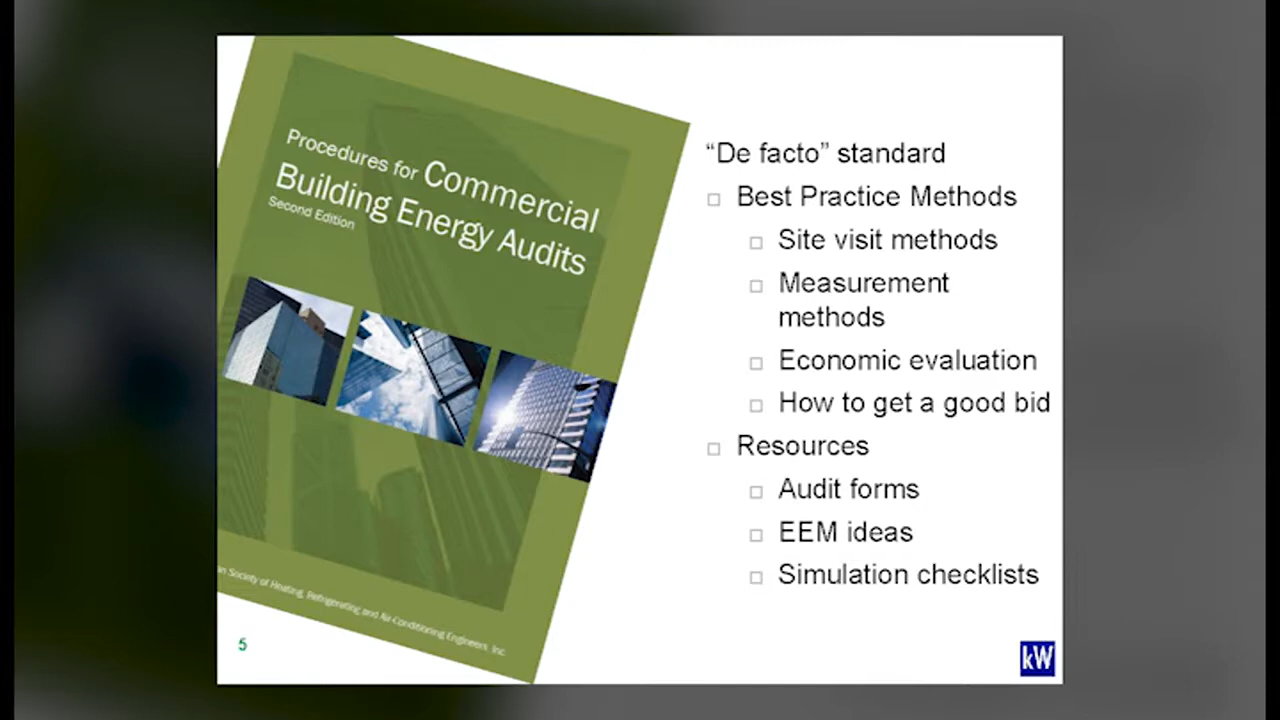 Procedures for Commercial
Building Energy Audits
Second Edition
Society of Heating, Refrigerating and Air-Conditioning Engineers, Inc.
"De facto" standard
Best Practice Methods
Site visit methods
Measurement
methods
Economic evaluation
How to get a good bid
Resources
Audit forms
EEM ideas
Simulation checklists
5
kW